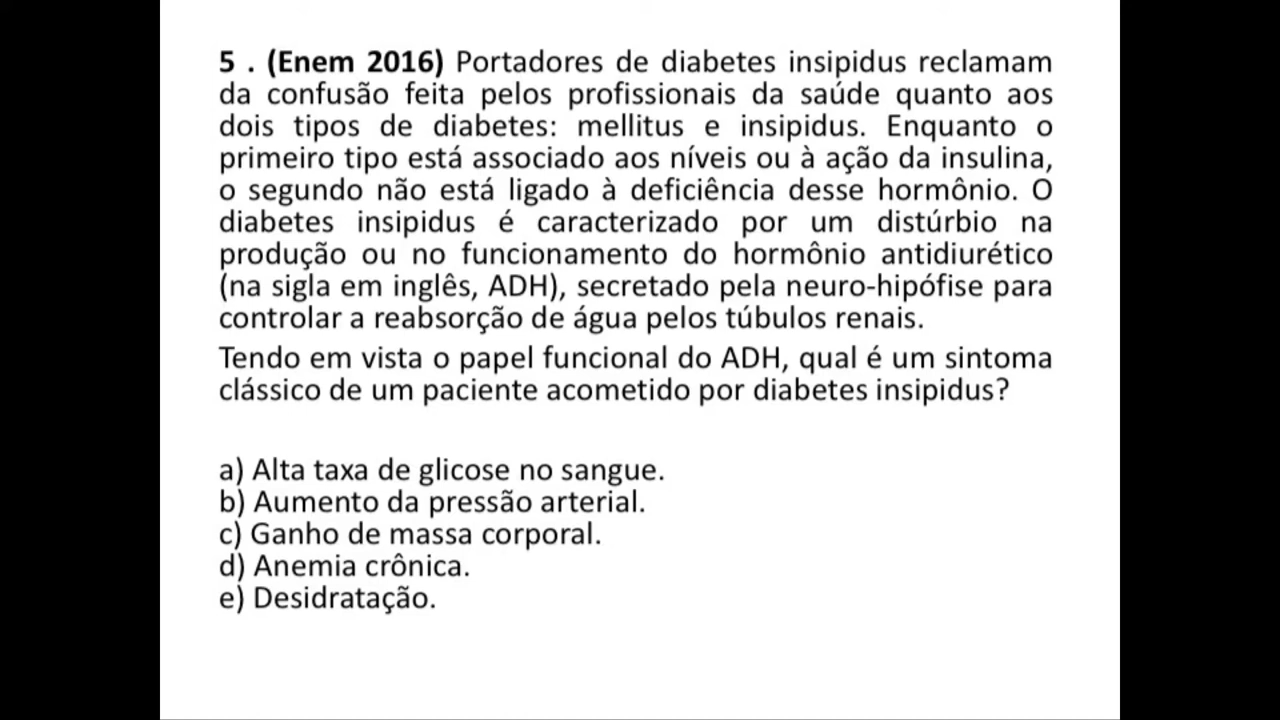 5 . (Enem 2016) Portadores de diabetes insipidus reclamam
da confusão feita pelos profissionais da saúde quanto aos
dois tipos de diabetes: mellitus e insipidus. Enquanto o
primeiro tipo está associado aos níveis ou à ação da insulina,
o segundo não está ligado à deficiência desse hormônio. O
diabetes insipidus é caracterizado por um distúrbio na
produção ou no funcionamento do hormônio antidiurético
(na sigla em inglês, ADH), secretado pela neuro-hipófise para
controlar a reabsorção de água pelos túbulos renais.
Tendo em vista o papel funcional do ADH, qual é um sintoma
clássico de um paciente acometido por diabetes insipidus?
a) Alta taxa de glicose no sangue.
b) Aumento da pressão arterial.
c) Ganho de massa corporal.
d) Anemia crônica.
e) Desidratação.